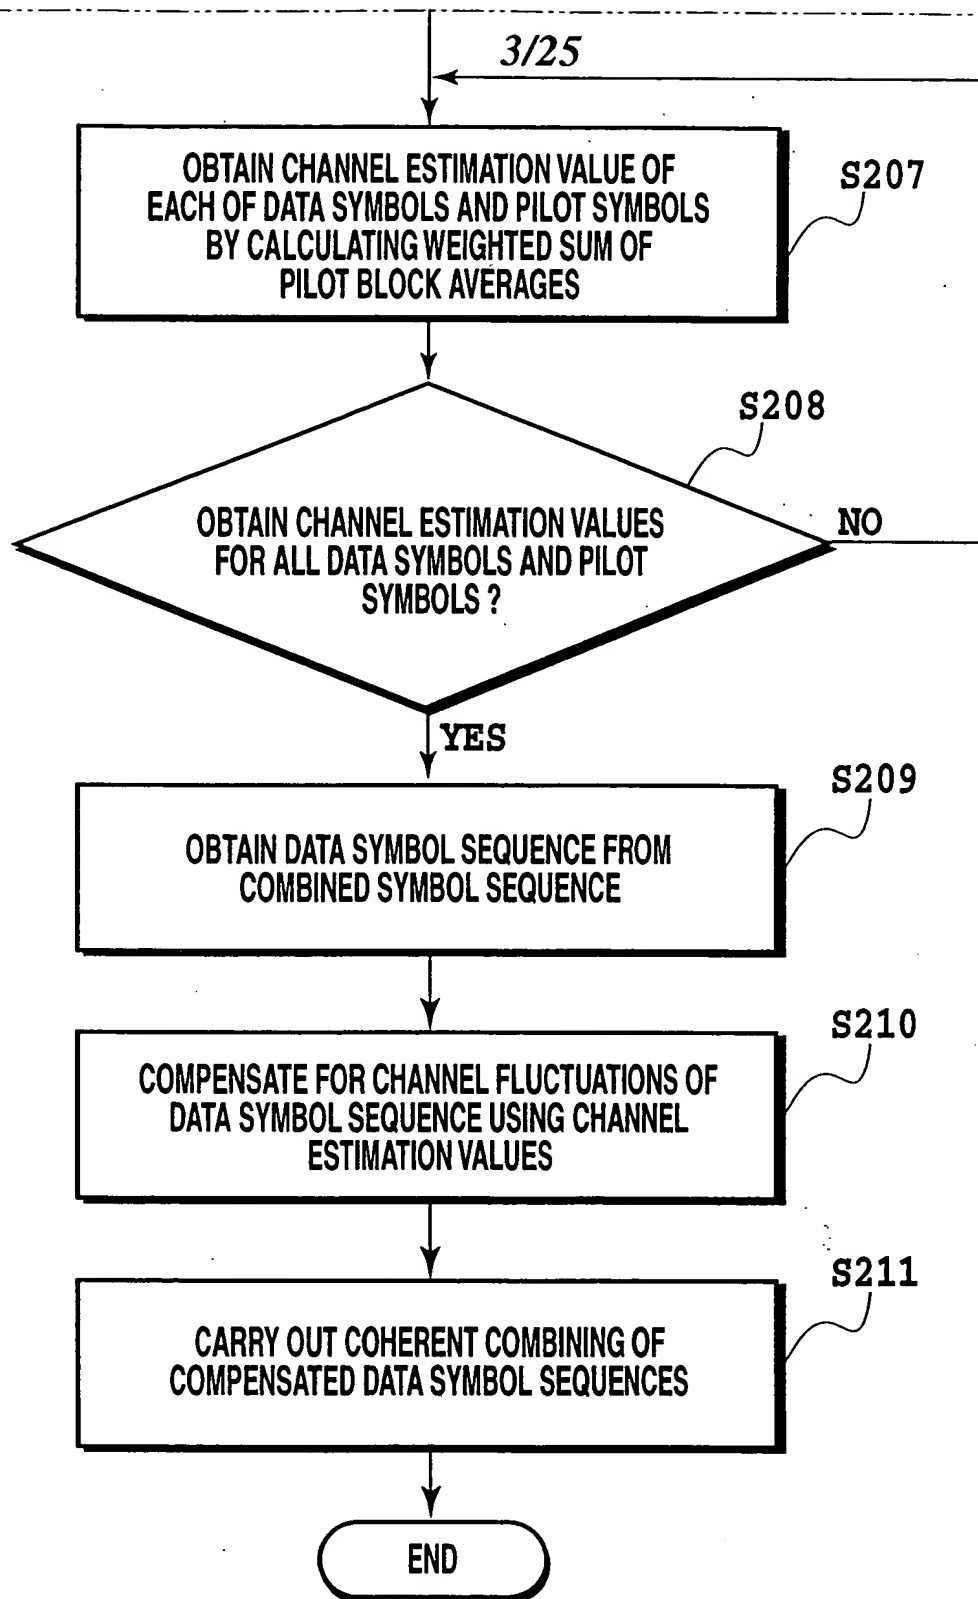 3/25
OBTAIN CHANNEL ESTIMATION VALUE OF
EACH OF DATA SYMBOLS AND PILOT SYMBOLS
BY CALCULATING WEIGHTED SUM OF
PILOT BLOCK AVERAGES
S207
S208
OBTAIN CHANNEL ESTIMATION VALUES
FOR ALL DATA SYMBOLS AND PILOT
SYMBOLS ?
NO
YES
S209
OBTAIN DATA SYMBOL SEQUENCE FROM
COMBINED SYMBOL SEQUENCE
S210
COMPENSATE FOR CHANNEL FLUCTUATIONS OF
DATA SYMBOL SEQUENCE USING CHANNEL
ESTIMATION VALUES
S211
CARRY OUT COHERENT COMBINING OF
COMPENSATED DATA SYMBOL SEQUENCES
END